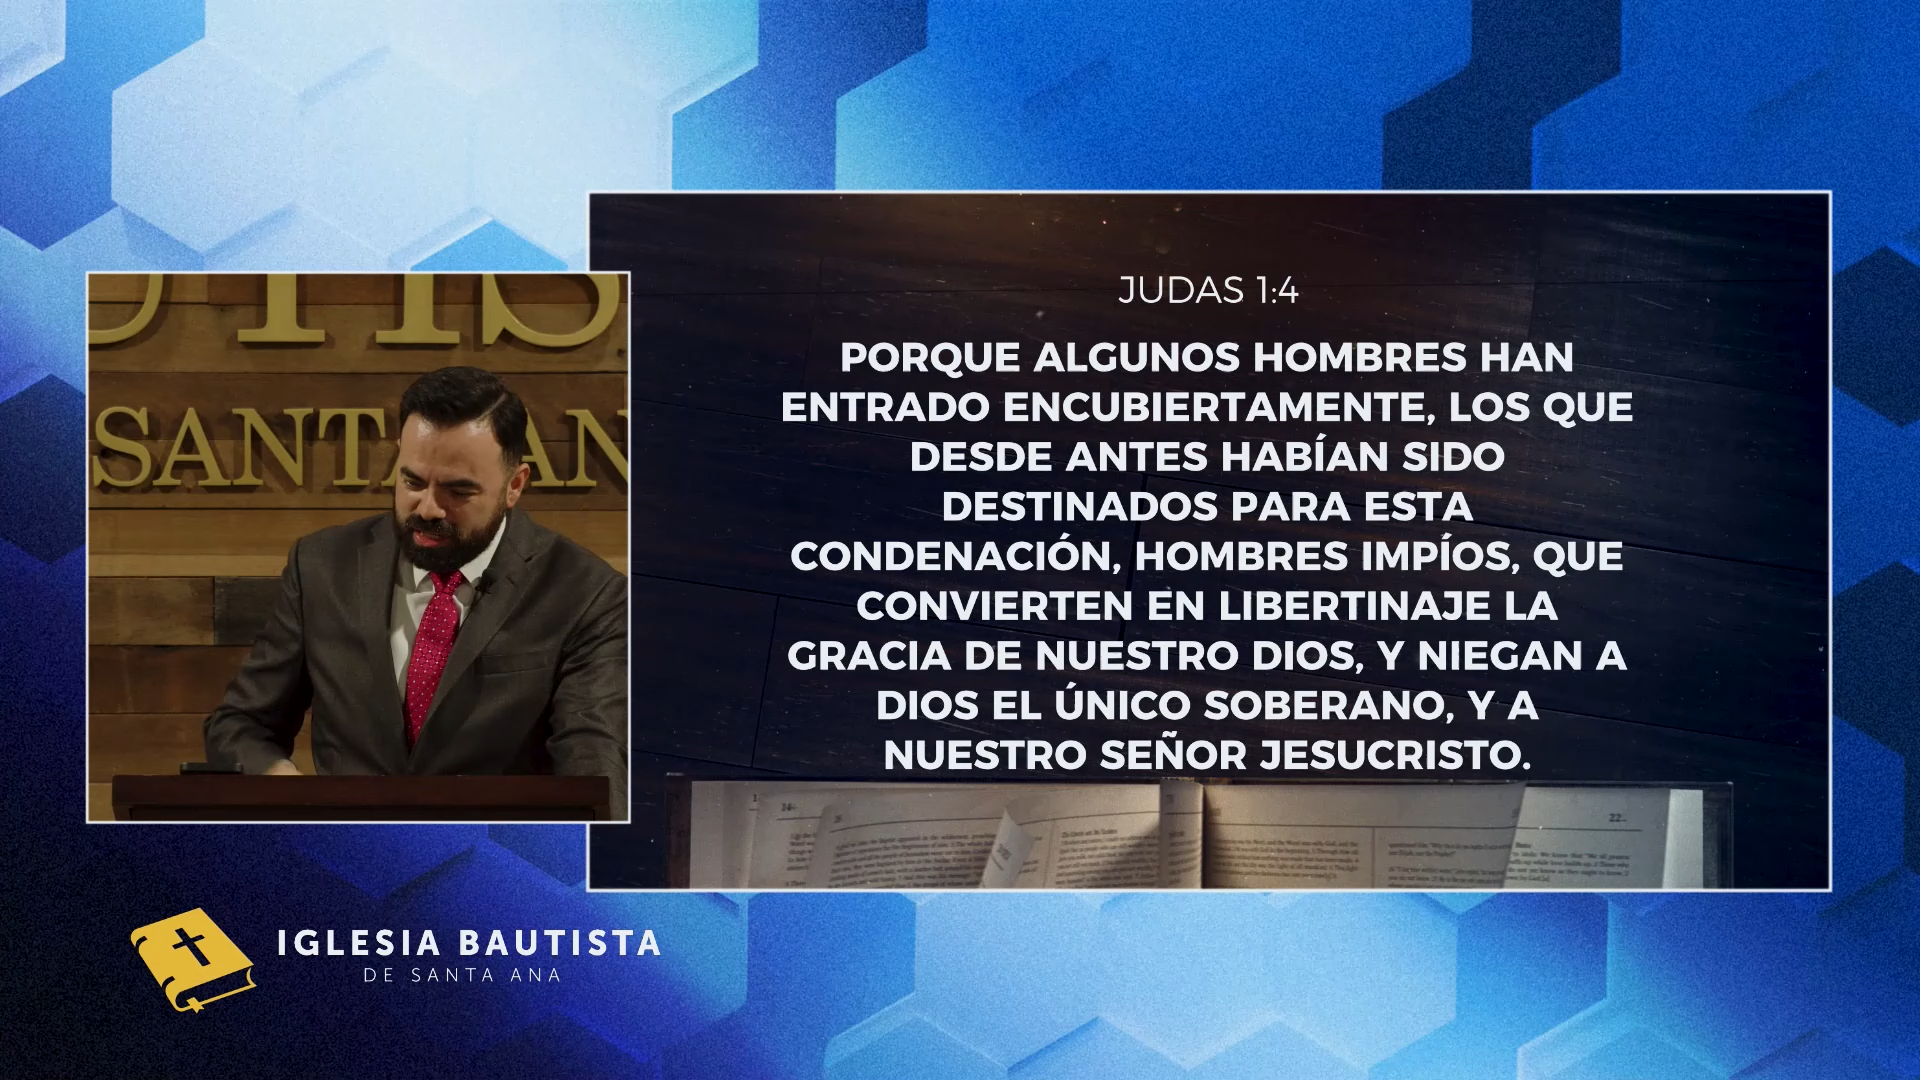 JUDAS 1:4
PORQUE ALGUNOS HOMBRES HAN
ENTRADO ENCUBIERTAMENTE, LOS QUE
DESDE ANTES HABÍAN SIDO
DESTINADOS PARA ESTA
CONDENACIÓN, HOMBRES IMPÍOS, QUE
CONVIERTEN EN LIBERTINAJE LA
GRACIA DE NUESTRO DIOS, Y NIEGAN A
DIOS EL ÚNICO SOBERANO, Y A
NUESTRO SEÑOR JESUCRISTO.
SANTA AN
IGLESIA BAUTISTA
DE SANTA ANA